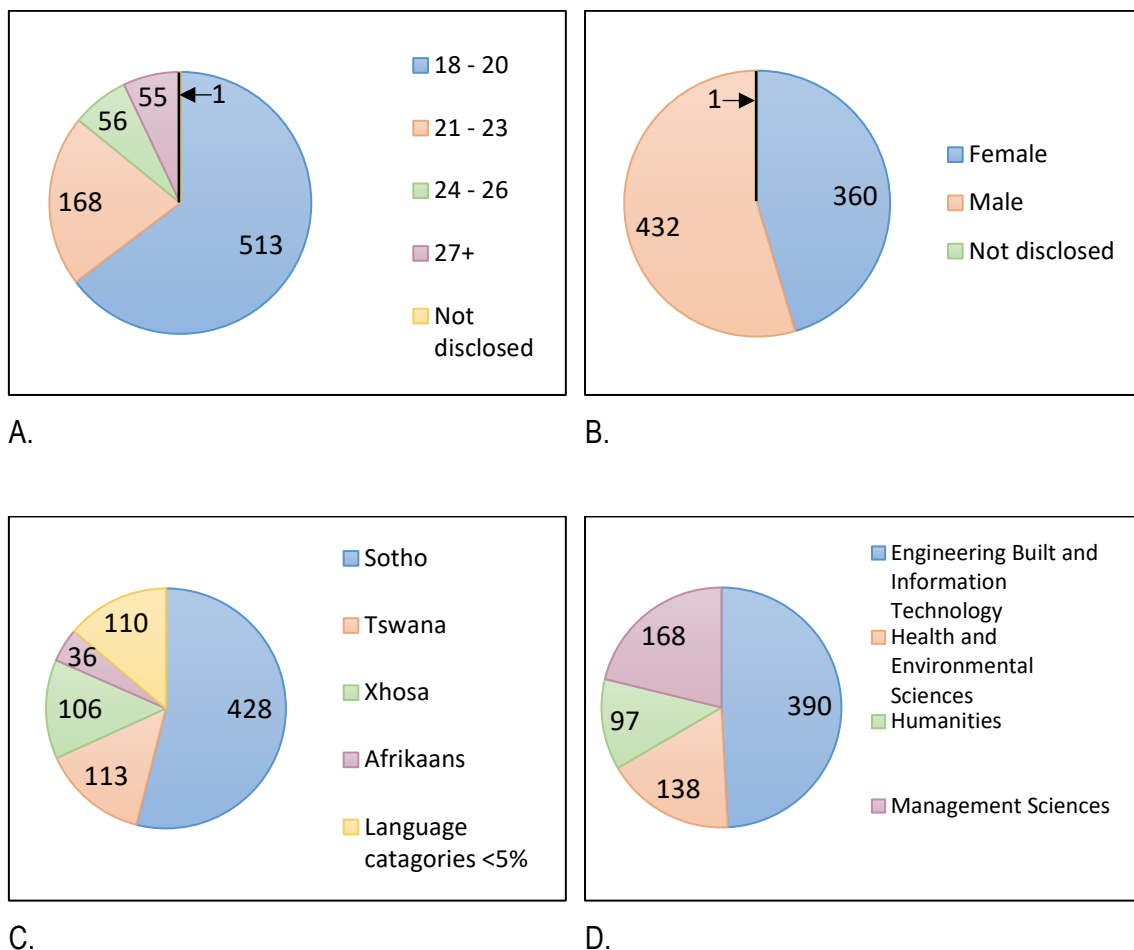 55
1
56
168
513
18 - 20
21 - 23
24 - 26
27+
Not
disclosed
A.
1
360
432
Female
Male
Not disclosed
B.
110
36
106
428
113
Sotho
Tswana
Xhosa
Afrikaans
Language
catagories <5%
C.
168
390
97
138
Engineering Built and
Information
Technology
Health and
Environmental
Sciences
Humanities
Management Sciences
D.